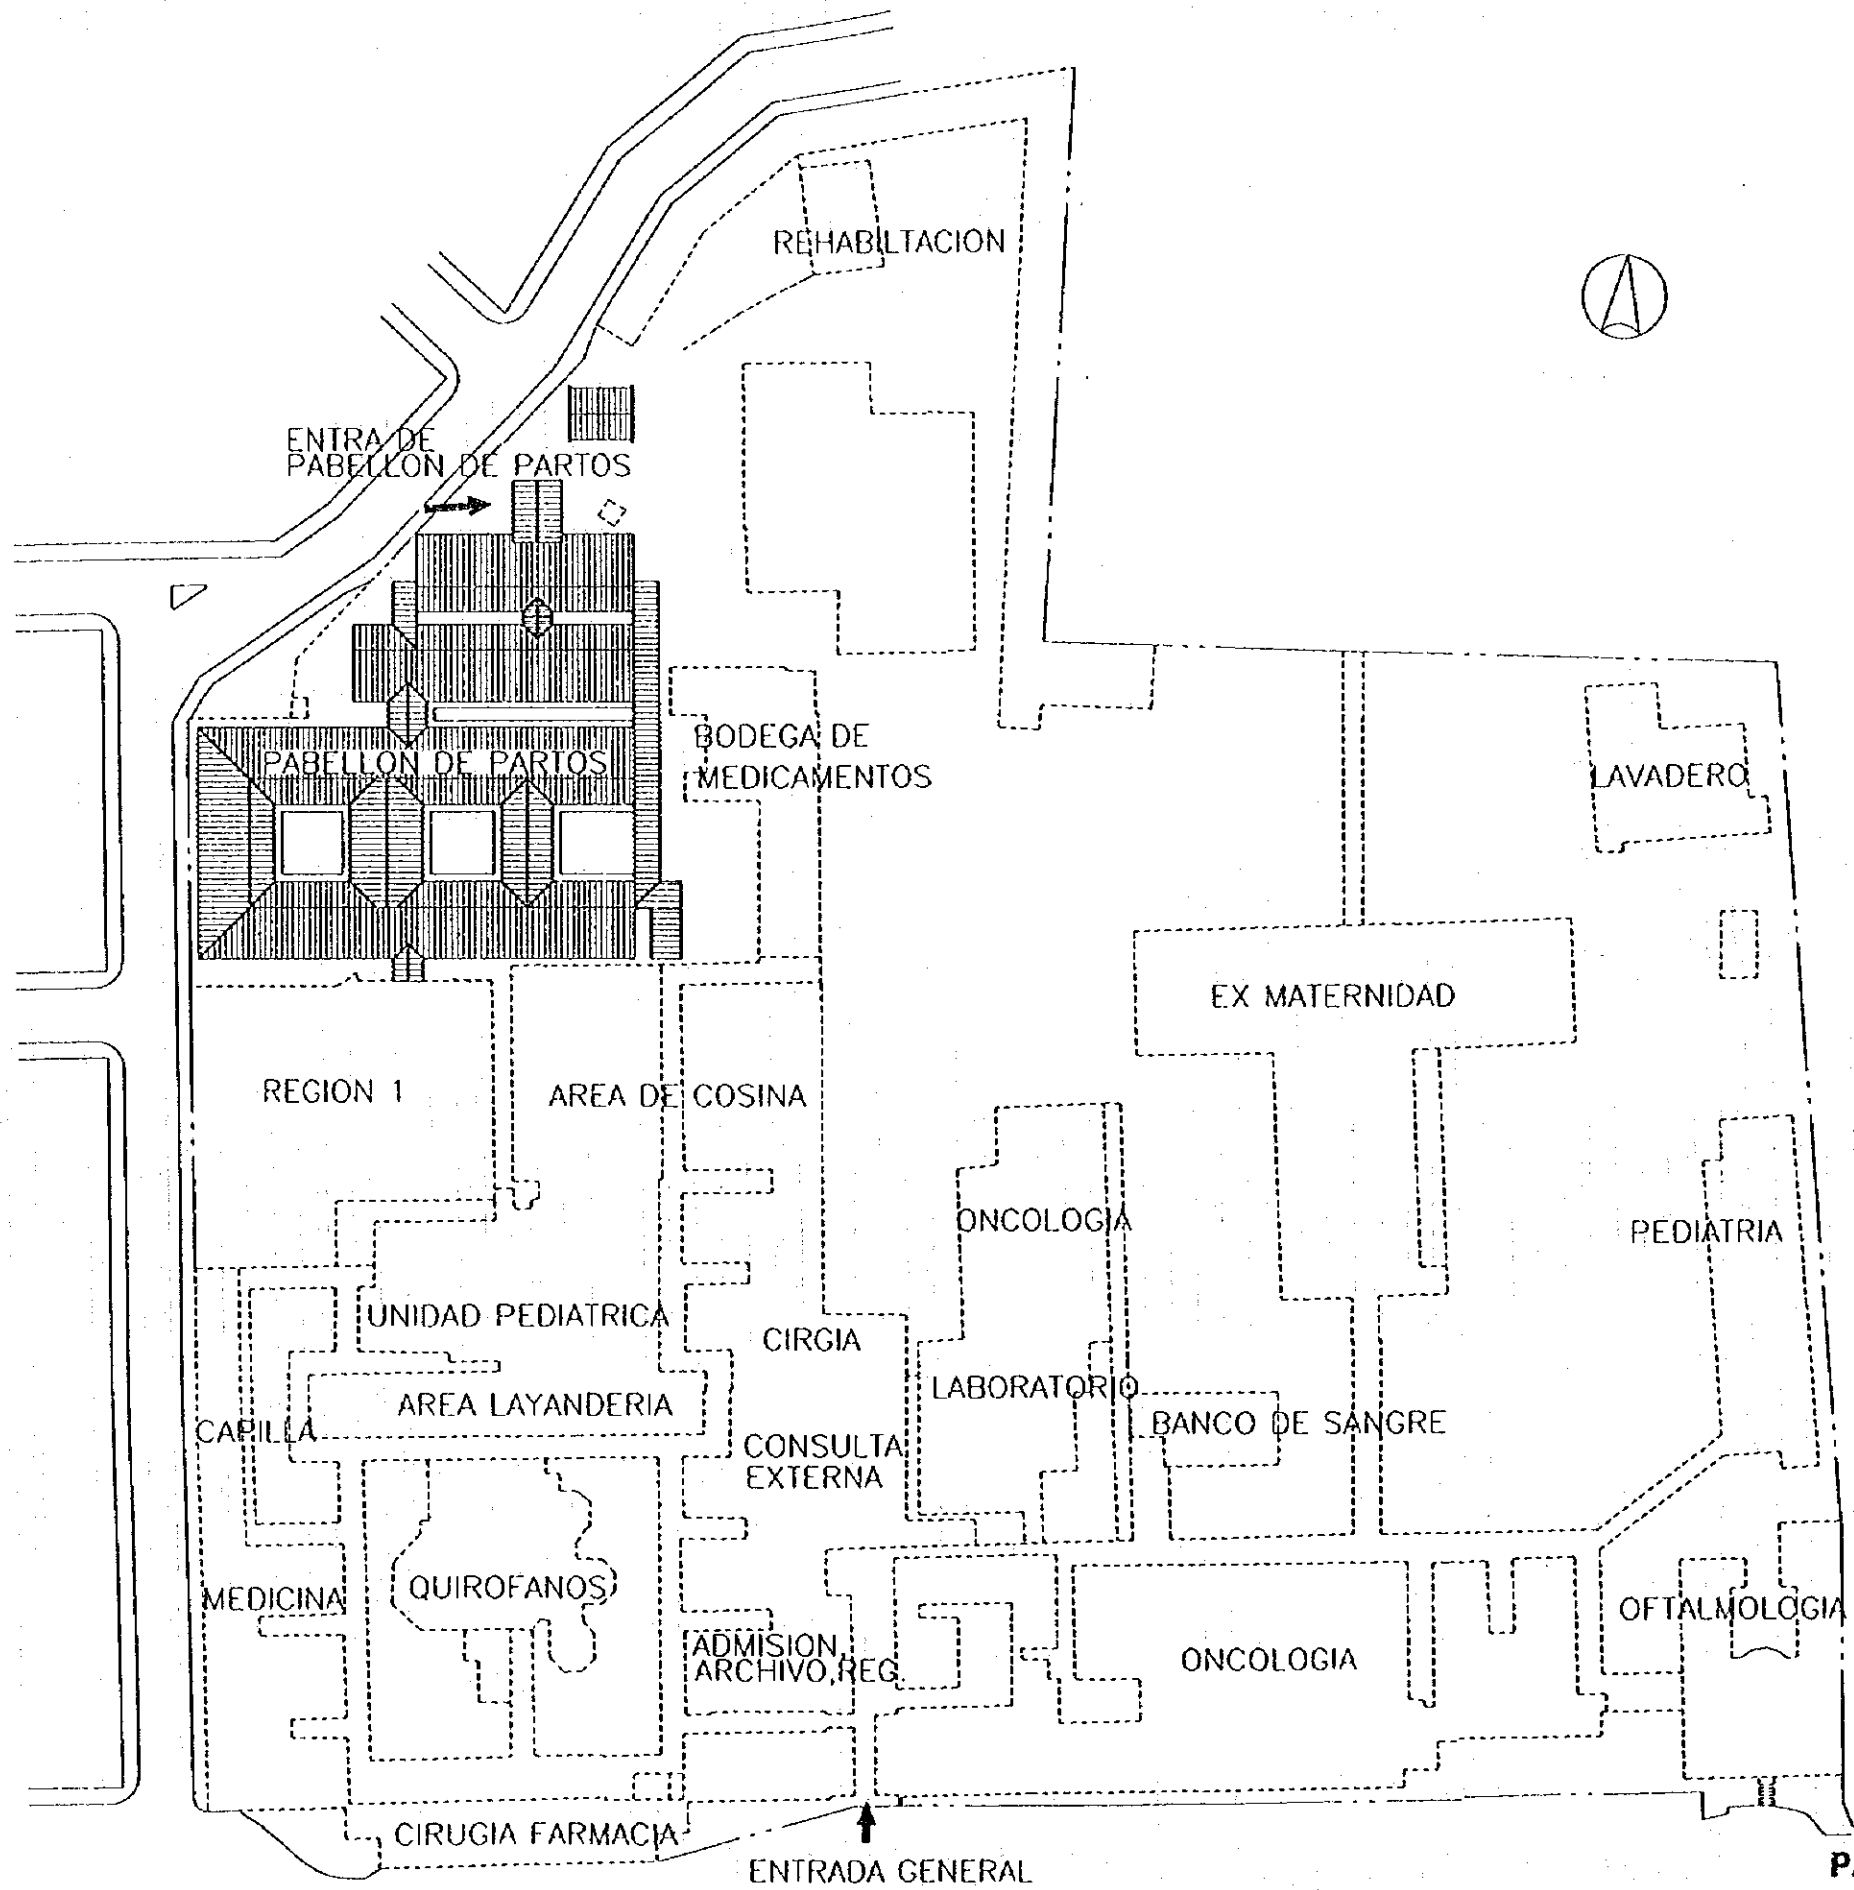 REHABILTACION
ENTRA DE
PABELLON DE PARTOS
BODEGA DE
MEDICAMENTOS
PABELLON DE PARTOS
LAVADERO
EX MATERNIDAD
REGION 1
AREA DE COSINA
ONCOLOGIA
PEDIATRIA
UNIDAD PEDIATRICA
CIRGIA
LABORATORIO
AREA LAYANDERIA
CAPILLA
BANCO DE SANGRE
CONSULTA
EXTERNA
MEDICINA
QUIROFANOS
OFTALMOLOGIA
ADMISION,
ARCHIVO,REG.
ONCOLOGIA
CIRUGIA FARMACIA
ENTRADA GENERAL